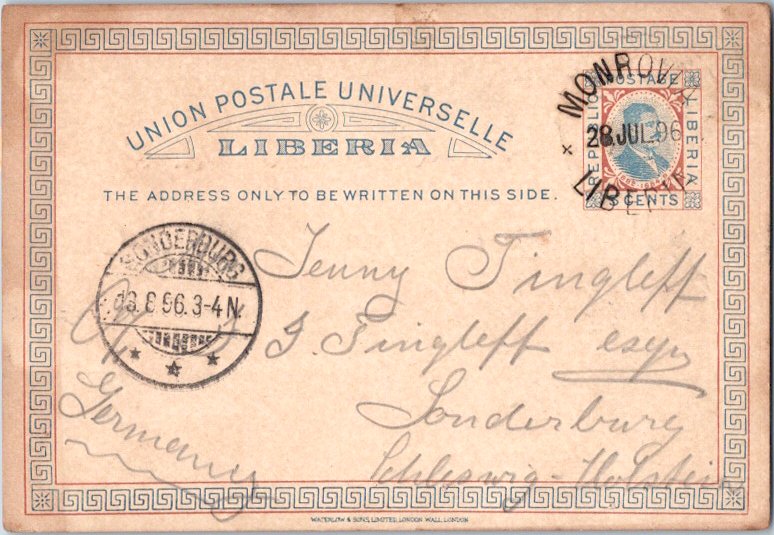 UNION POSTALE UNIVERSELLE
LIBERIA
THE ADDRESS ONLY TO BE WRITTEN ON THIS SIDE.
POSTAGE
REPUBLIC
LIBERIA
3 CENTS
MONROVIA
28 JUL 96
LIBERIA
SONDERBURG
13.8 96.3-4 N.
Jenny Tingleff
J Tingleff esqr
Sonderburg
Schleswig-Holstein
Germany
WATERLOW & SONS, LIMITED, LONDON WALL, LONDON